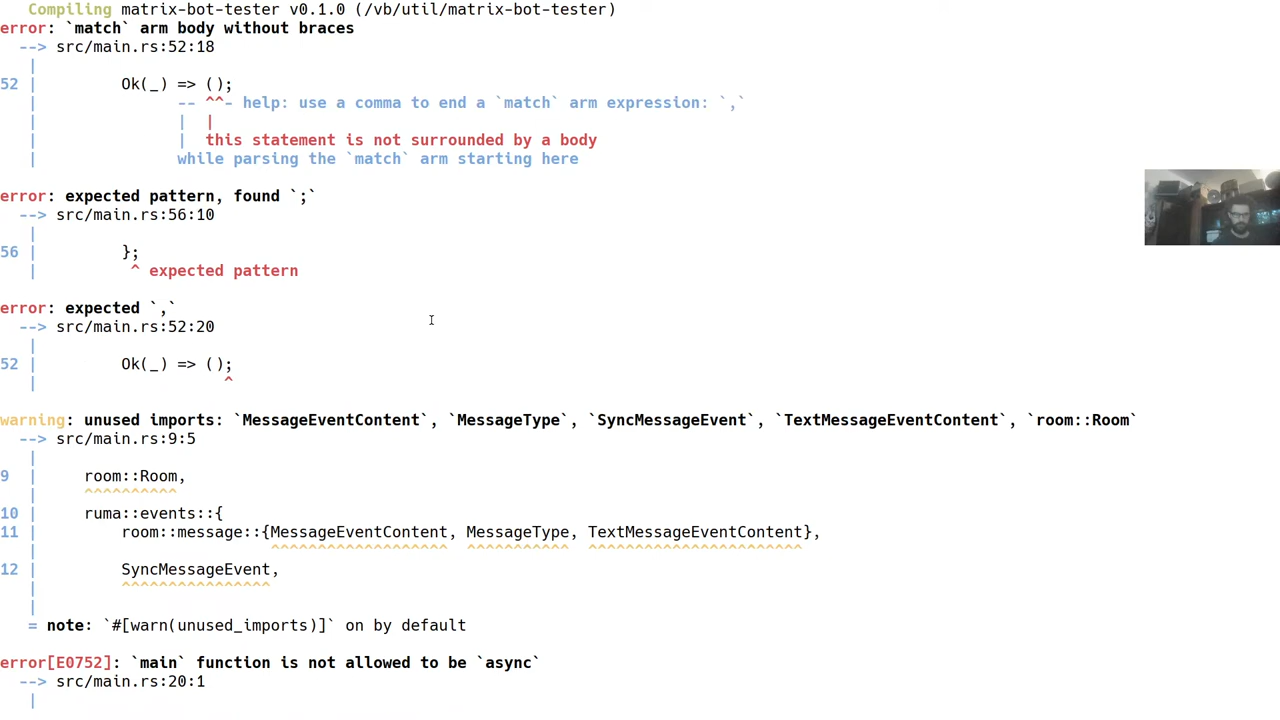 Compiling matrix-bot-tester v0.1.0 (/vb/util/matrix-bot-tester)
error: `match` arm body without braces
--> src/main.rs:52:18
|
52 | Ok(_) => ();
| -- ^^- help: use a comma to end a `match` arm expression: `,`
| | |
| | this statement is not surrounded by a body
| while parsing the `match` arm starting here
error: expected pattern, found `;`
--> src/main.rs:56:10
|
56 | };
| ^ expected pattern
error: expected `,`
--> src/main.rs:52:20
|
52 | Ok(_) => ();
| ^
warning: unused imports: `MessageEventContent`, `MessageType`, `SyncMessageEvent`, `TextMessageEventContent`, `room::Room`
--> src/main.rs:9:5
|
9 | room::Room,
| ^^^^^^^^^^
10 | ruma::events::{
11 | room::message::{MessageEventContent, MessageType, TextMessageEventContent},
| ^^^^^^^^^^^^^^^^^^^ ^^^^^^^^^^^ ^^^^^^^^^^^^^^^^^^^^^^^
12 | SyncMessageEvent,
| ^^^^^^^^^^^^^^^^
|
= note: `#[warn(unused_imports)]` on by default
error[E0752]: `main` function is not allowed to be `async`
--> src/main.rs:20:1
|